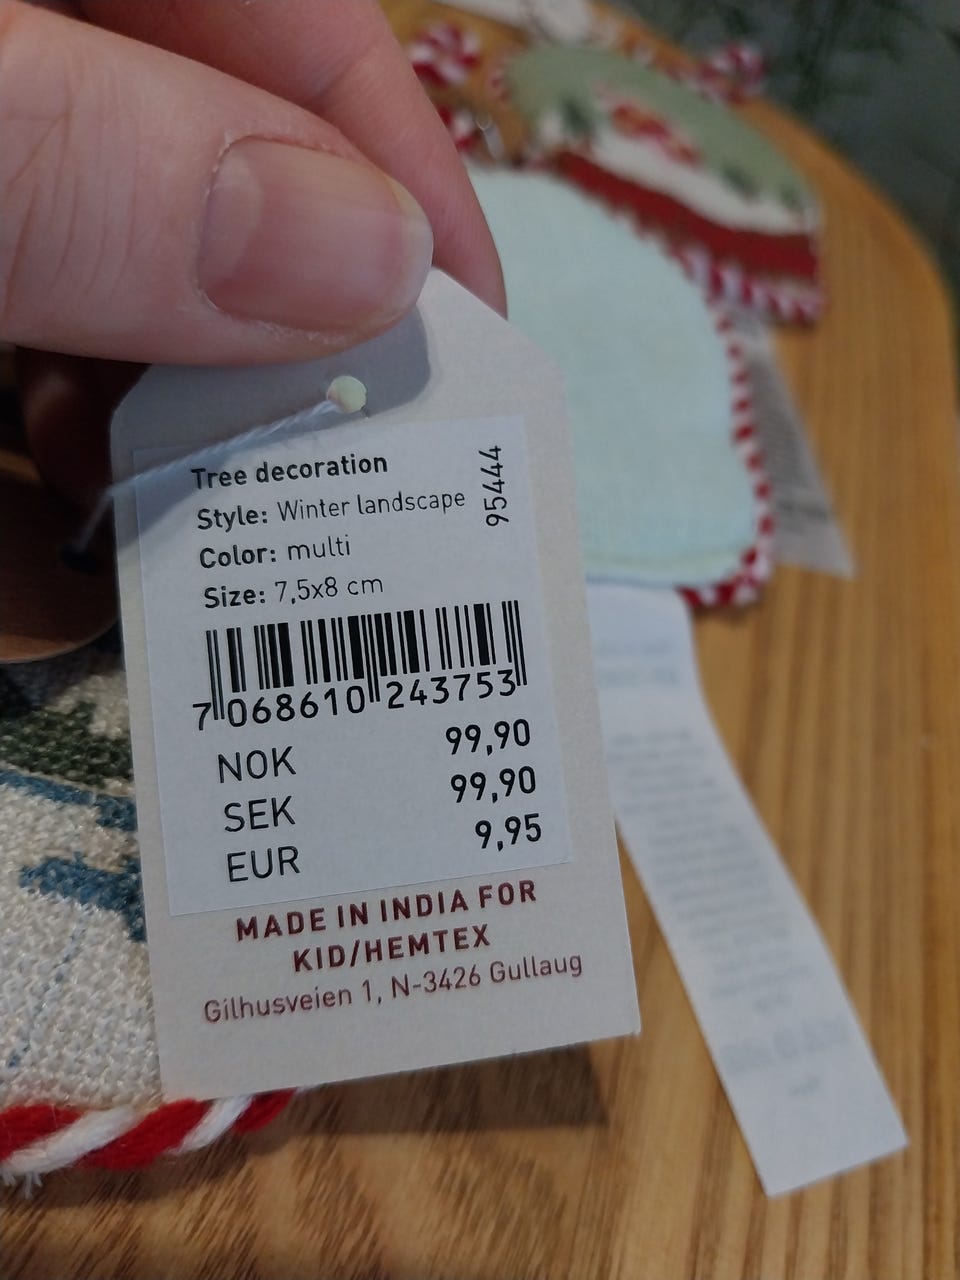 Tree decoration
Style: Winter landscape
Color: multi
Size: 7,5x8 cm
95444
7 068610 243753
NOK 99,90
SEK 99,90
EUR 9,95
MADE IN INDIA FOR
KID/HEMTEX
Gilhusveien 1, N-3426 Gullaug